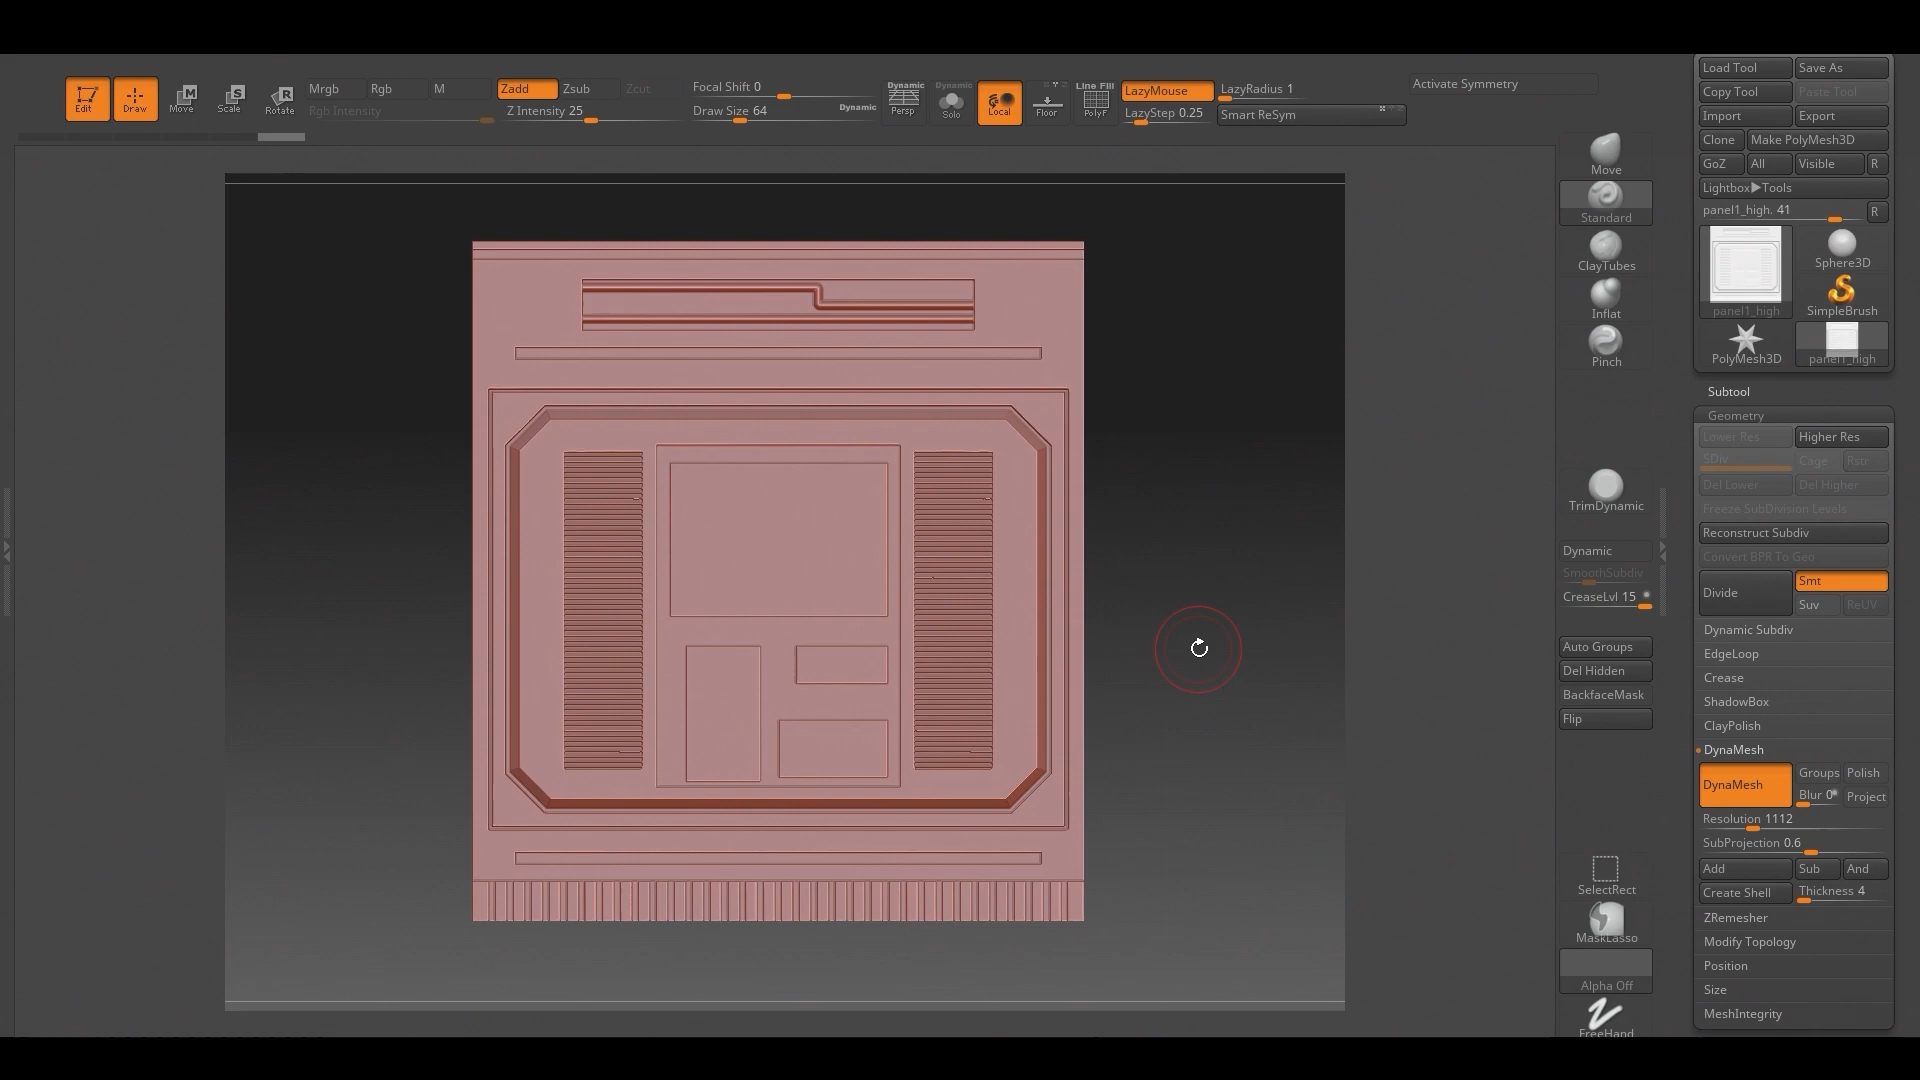 Edit
Draw
Move
Scale
Rotate
Mrgb
Rgb
M
Rgb Intensity
Zadd
Zsub
Zcut
Z Intensity 25
Focal Shift 0
Draw Size 64
Dynamic
Dynamic
Persp
Dynamic
Solo
Local
Floor
Line Fill
PolyF
LazyMouse
LazyRadius 1
LazyStep 0.25
Smart ReSym
Activate Symmetry
Move
Standard
ClayTubes
Inflat
Pinch
TrimDynamic
Dynamic
SmoothSubdiv
CreaseLvl 15
Auto Groups
Del Hidden
BackfaceMask
Flip
SelectRect
MaskLasso
Alpha Off
FreeHand
Load Tool
Save As
Copy Tool
Paste Tool
Import
Export
Clone
Make PolyMesh3D
GoZ
All
Visible
R
Lightbox▶Tools
panel1_high. 41
R
panel1_high
Sphere3D
SimpleBrush
PolyMesh3D
panel1_high
Subtool
Geometry
Lower Res
Higher Res
SDiv
Cage
Rstr
Del Lower
Del Higher
Freeze SubDivision Levels
Reconstruct Subdiv
Convert BPR To Geo
Divide
Smt
Suv
ReUV
Dynamic Subdiv
EdgeLoop
Crease
ShadowBox
ClayPolish
DynaMesh
DynaMesh
Groups
Polish
Blur 0
Project
Resolution 1112
SubProjection 0.6
Add
Sub
And
Create Shell
Thickness 4
ZRemesher
Modify Topology
Position
Size
MeshIntegrity